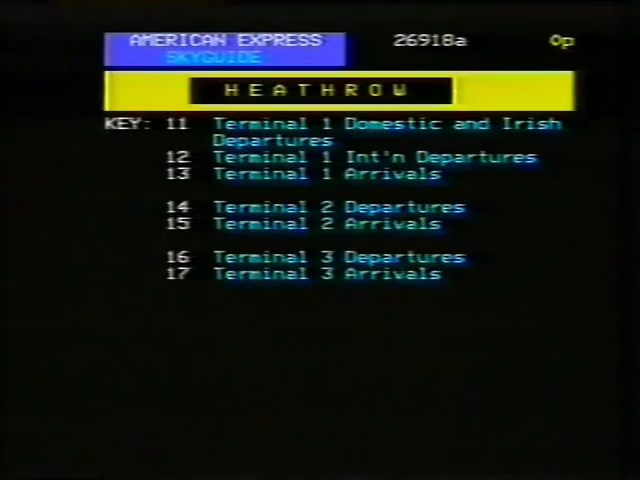 AMERICAN EXPRESS 26918a 0p
SKYGUIDE
HEATHROW
KEY: 11 Terminal 1 Domestic and Irish
Departures
12 Terminal 1 Int'n Departures
13 Terminal 1 Arrivals
14 Terminal 2 Departures
15 Terminal 2 Arrivals
16 Terminal 3 Departures
17 Terminal 3 Arrivals